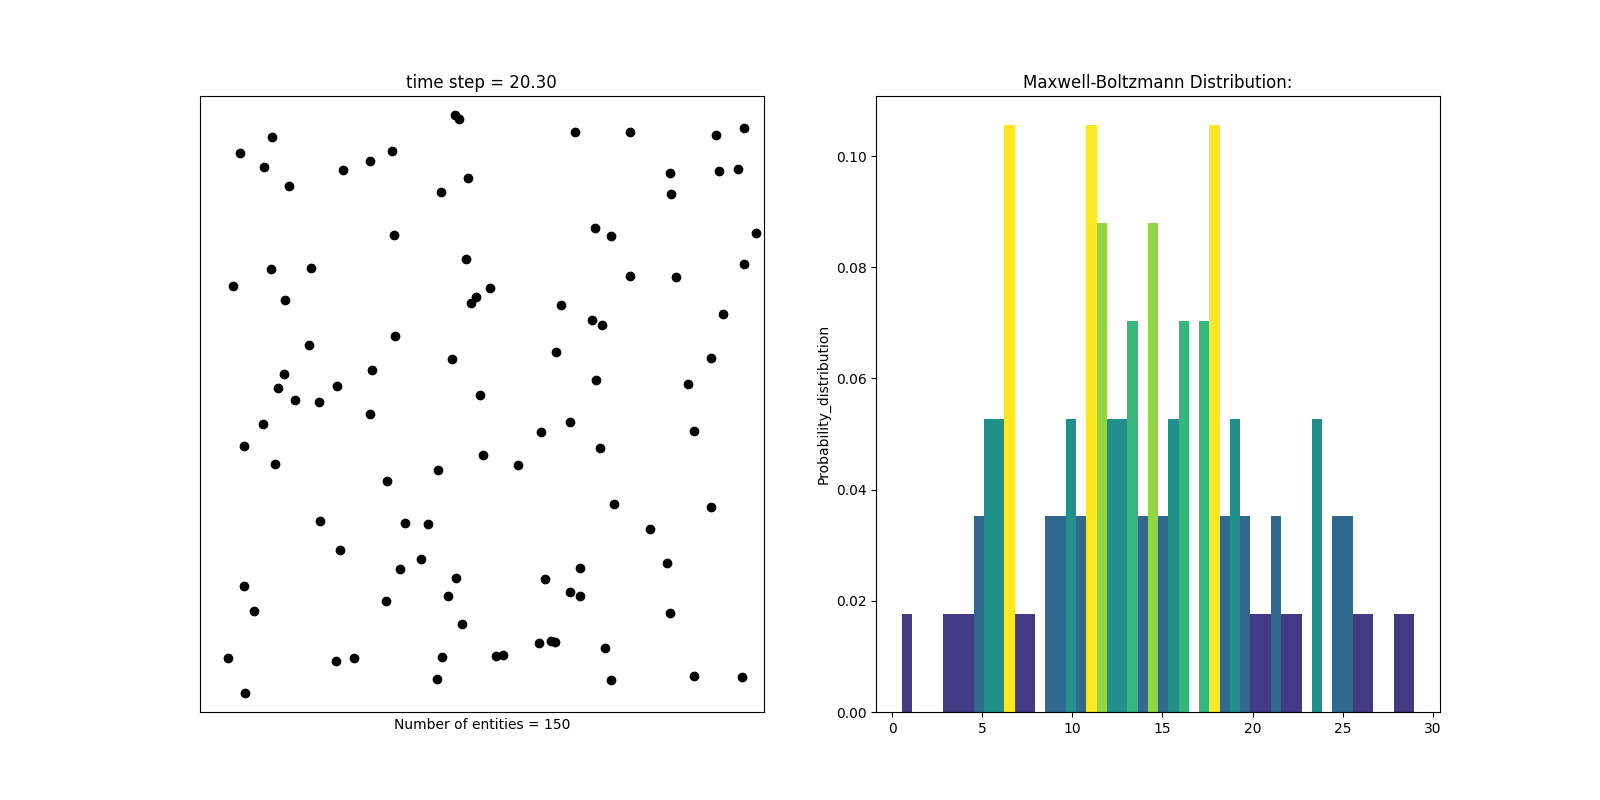 time step = 20.30
Number of entities = 150
Maxwell-Boltzmann Distribution:
Probability_distribution
0.10
0.08
0.06
0.04
0.02
0.00
0 5 10 15 20 25 30